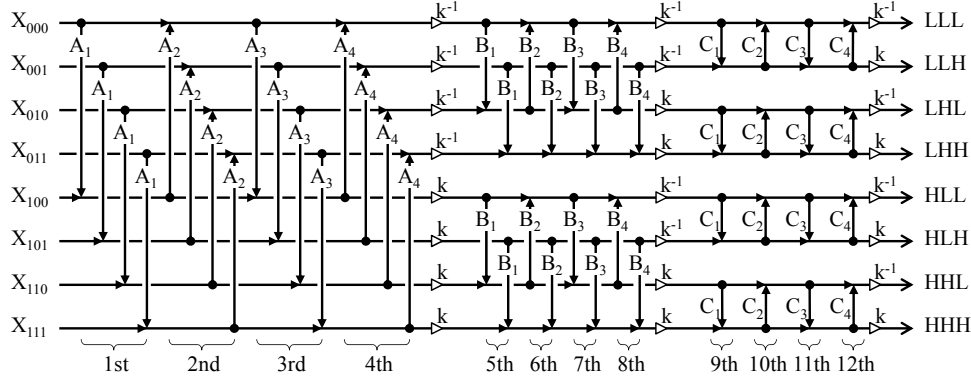 X000 k-1 k-1 k-1 LLL
A1 A2 A3 A4 B1 B2 B3 B4 C1 C2 C3 C4
X001 k-1 k-1 k LLH
A1 A2 A3 A4 B1 B2 B3 B4
X010 k-1 k k-1 LHL
A1 A2 A3 A4 C1 C2 C3 C4
X011 k-1 k k LHH
A1 A2 A3 A4
X100 k k-1 k-1 HLL
B1 B2 B3 B4 C1 C2 C3 C4
X101 k k-1 k HLH
B1 B2 B3 B4
X110 k k k-1 HHL
C1 C2 C3 C4
X111 k k k HHH
1st 2nd 3rd 4th 5th 6th 7th 8th 9th 10th 11th 12th